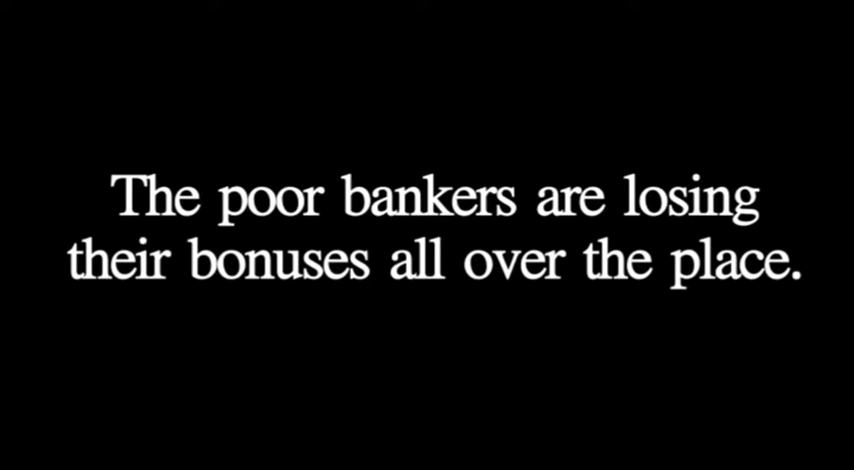 The poor bankers are losing
their bonuses all over the place.